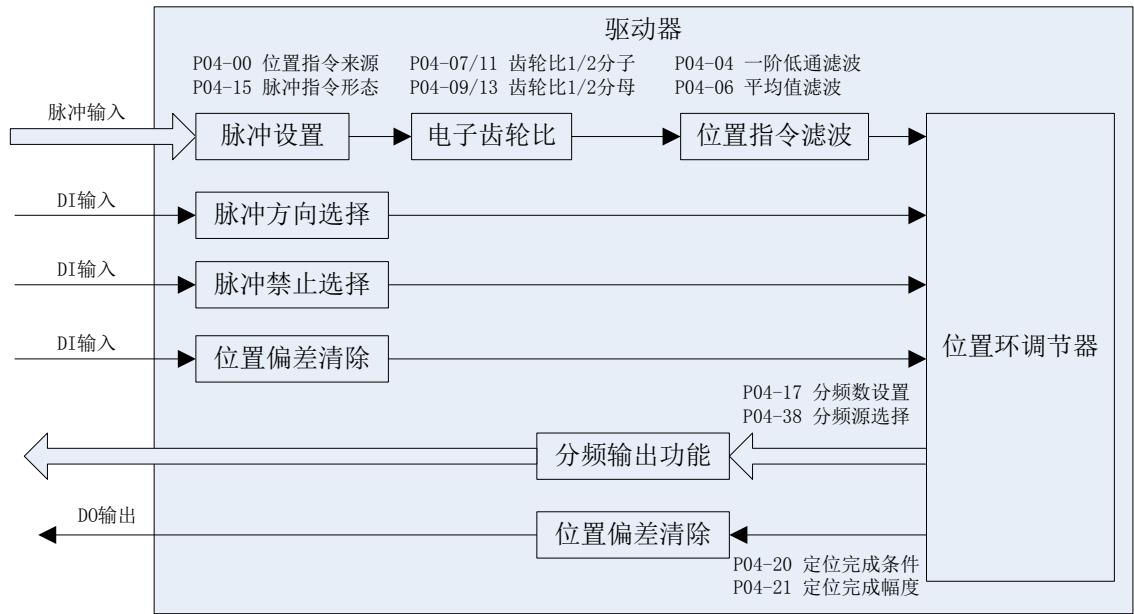 驱动器
P04-00 位置指令来源
P04-15 脉冲指令形态
P04-07/11 齿轮比1/2分子
P04-09/13 齿轮比1/2分母
P04-04 一阶低通滤波
P04-06 平均值滤波
脉冲输入
脉冲设置
电子齿轮比
位置指令滤波
DI输入
脉冲方向选择
DI输入
脉冲禁止选择
DI输入
位置偏差清除
位置环调节器
P04-17 分频数设置
P04-38 分频源选择
分频输出功能
DO输出
位置偏差清除
P04-20 定位完成条件
P04-21 定位完成幅度